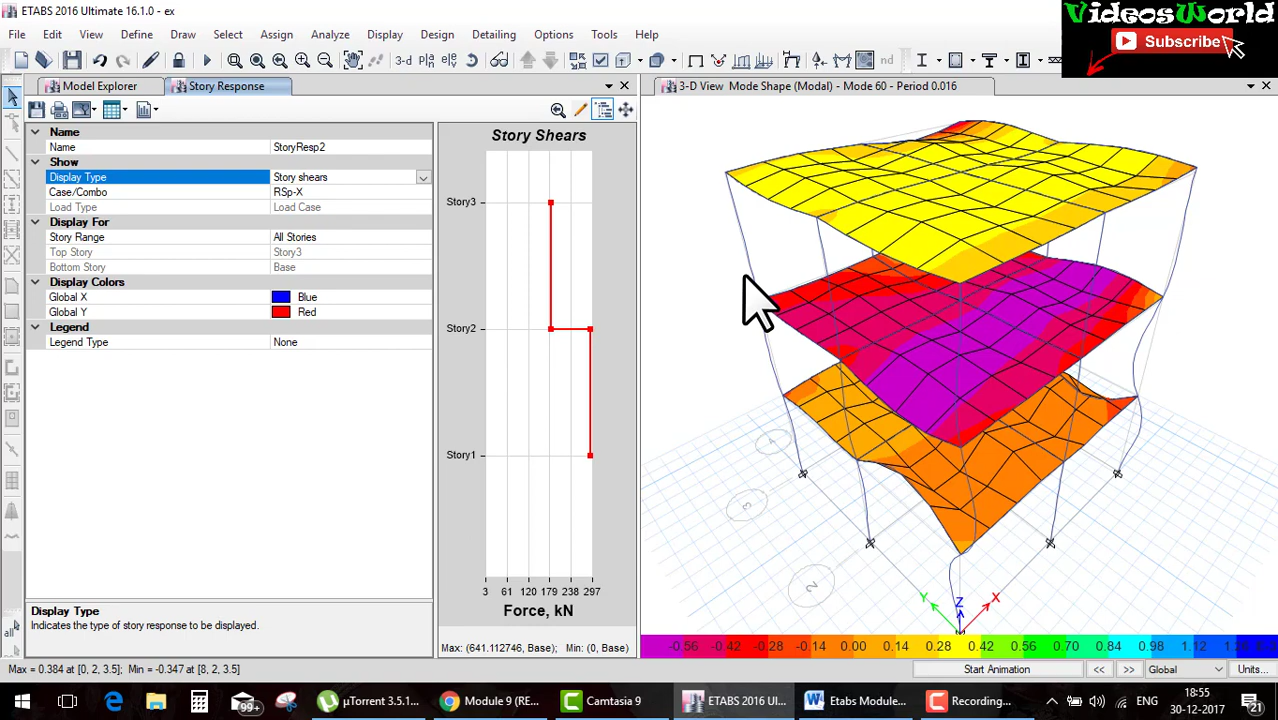 ETABS 2016 Ultimate 16.1.0 - ex
VideosWorld
Subscribe
File Edit View Define Draw Select Assign Analyze Display Design Detailing Options Tools Help
3-D nd
Model Explorer Story Response
3-D View Mode Shape (Modal) - Mode 60 - Period 0.016
Name
Name StoryResp2
Show
Display Type Story shears
Case/Combo RSp-X
Load Type Load Case
Display For
Story Range All Stories
Top Story Story3
Bottom Story Base
Display Colors
Global X Blue
Global Y Red
Legend
Legend Type None
Display Type
Indicates the type of story response to be displayed.
Story Shears
Story3
Story2
Story1
3 61 120 179 238 297
Force, kN
Max: (641.112746, Base); Min: (0, Base)
4
3
2
Y Z X
-0.56 -0.42 -0.28 -0.14 0.00 0.14 0.28 0.42 0.56 0.70 0.84 0.98 1.12
Max = 0.384 at [0, 2, 3.5]; Min = -0.347 at [8, 2, 3.5]
Start Animation << >> Global Units...
99+ µTorrent 3.5.1... Module 9 (RE... Camtasia 9 ETABS 2016 Ul... Etabs Module... Recording... ENG 18:55
30-12-2017 21